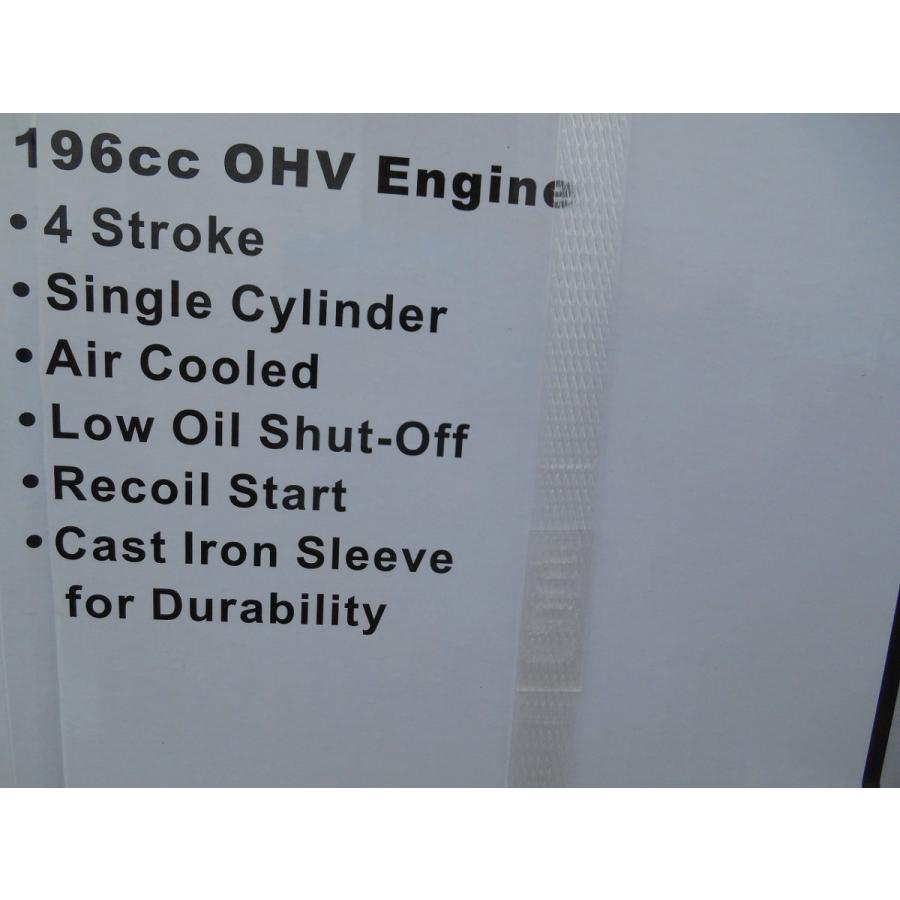 196cc OHV Engine
• 4 Stroke
• Single Cylinder
• Air Cooled
• Low Oil Shut-Off
• Recoil Start
• Cast Iron Sleeve
for Durability